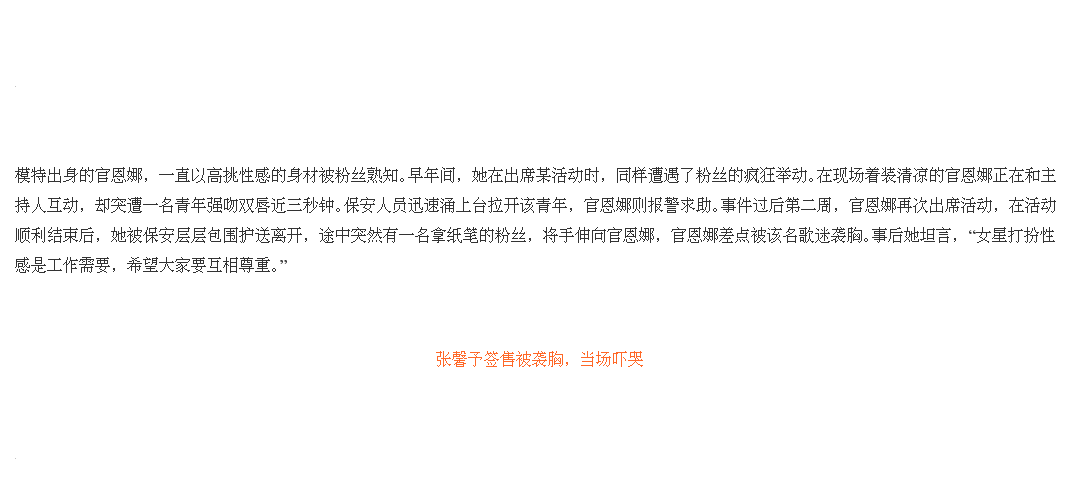 模特出身的官恩娜，一直以高挑性感的身材被粉丝熟知。早年间，她在出席某活动时，同样遭遇了粉丝的疯狂举动。在现场着装清凉的官恩娜正在和主
持人互动，却突遭一名青年强吻双唇近三秒钟。保安人员迅速涌上台拉开该青年，官恩娜则报警求助。事件过后第二周，官恩娜再次出席活动，在活动
顺利结束后，她被保安层层包围护送离开，途中突然有一名拿纸笔的粉丝，将手伸向官恩娜，官恩娜差点被该名歌迷袭胸。事后她坦言，“女星打扮性
感是工作需要，希望大家要互相尊重。”
张馨予签售被袭胸，当场吓哭